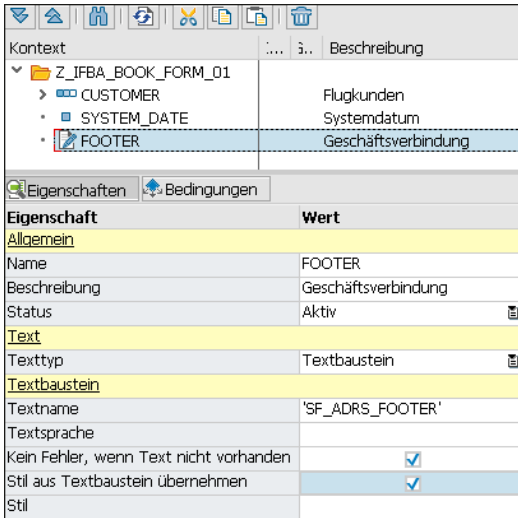 Kontext Beschreibung
Z_IFBA_BOOK_FORM_01
CUSTOMER Flugkunden
SYSTEM_DATE Systemdatum
FOOTER Geschäftsverbindung
Eigenschaften Bedingungen
Eigenschaft Wert
Allgemein
Name FOOTER
Beschreibung Geschäftsverbindung
Status Aktiv
Text
Texttyp Textbaustein
Textbaustein
Textname 'SF_ADRS_FOOTER'
Textsprache
Kein Fehler, wenn Text nicht vorhanden
Stil aus Textbaustein übernehmen
Stil